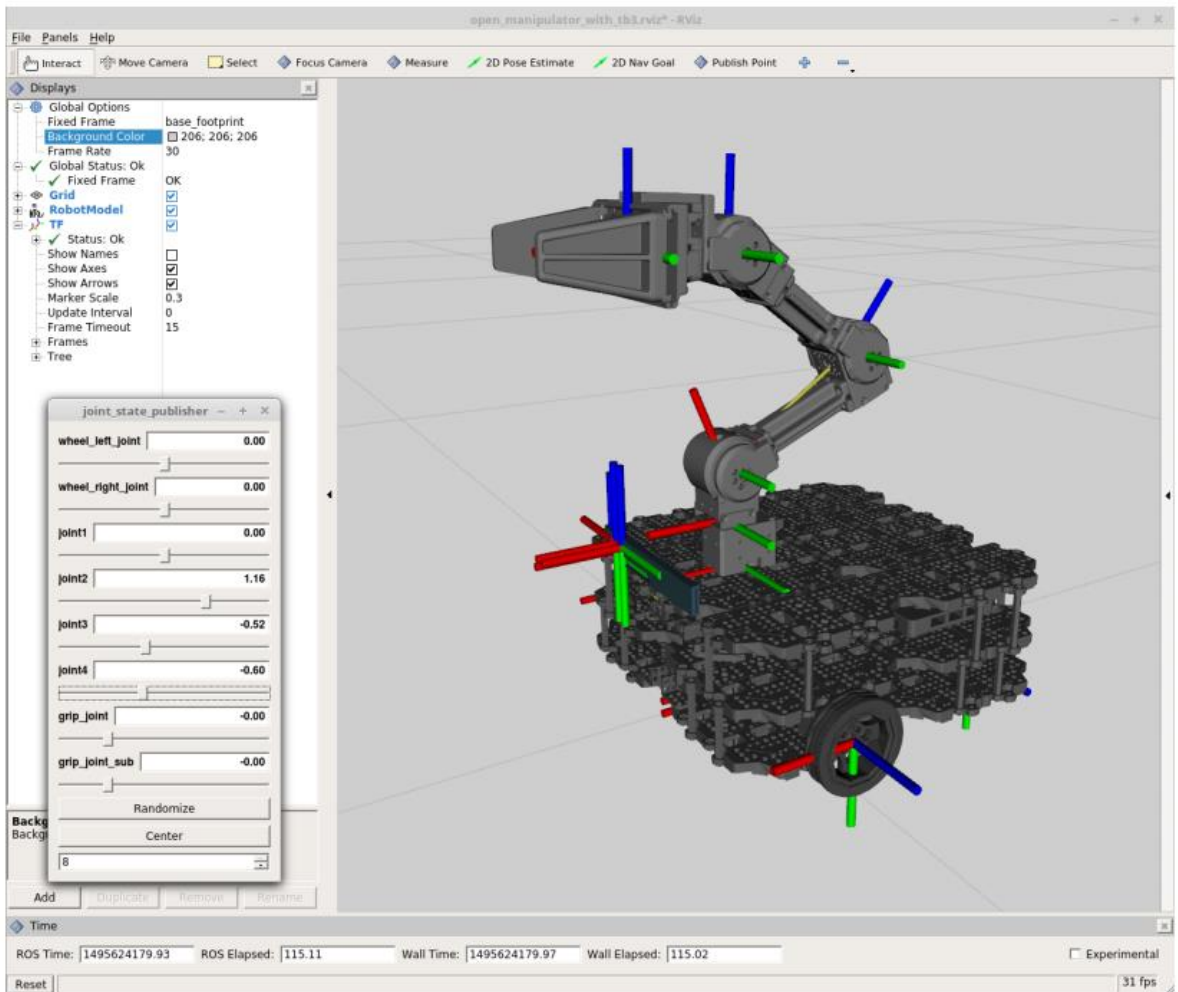 open_manipulator_with_tb3.rviz* - RViz
File Panels Help
Interact Move Camera Select Focus Camera Measure 2D Pose Estimate 2D Nav Goal Publish Point
Displays
Global Options
Fixed Frame base_footprint
Background Color 206; 206; 206
Frame Rate 30
Global Status: Ok
Fixed Frame OK
Grid
RobotModel
TF
Status: Ok
Show Names
Show Axes
Show Arrows
Marker Scale 0.3
Update Interval 0
Frame Timeout 15
Frames
Tree
joint_state_publisher
wheel_left_joint 0.00
wheel_right_joint 0.00
joint1 0.00
joint2 1.16
joint3 -0.52
joint4 -0.60
grip_joint -0.00
grip_joint_sub -0.00
Randomize
Center
8
Backg
Backg
Add Duplicate Remove Rename
Time
ROS Time: 1495624179.93 ROS Elapsed: 115.11 Wall Time: 1495624179.97 Wall Elapsed: 115.02 Experimental
Reset 31 fps